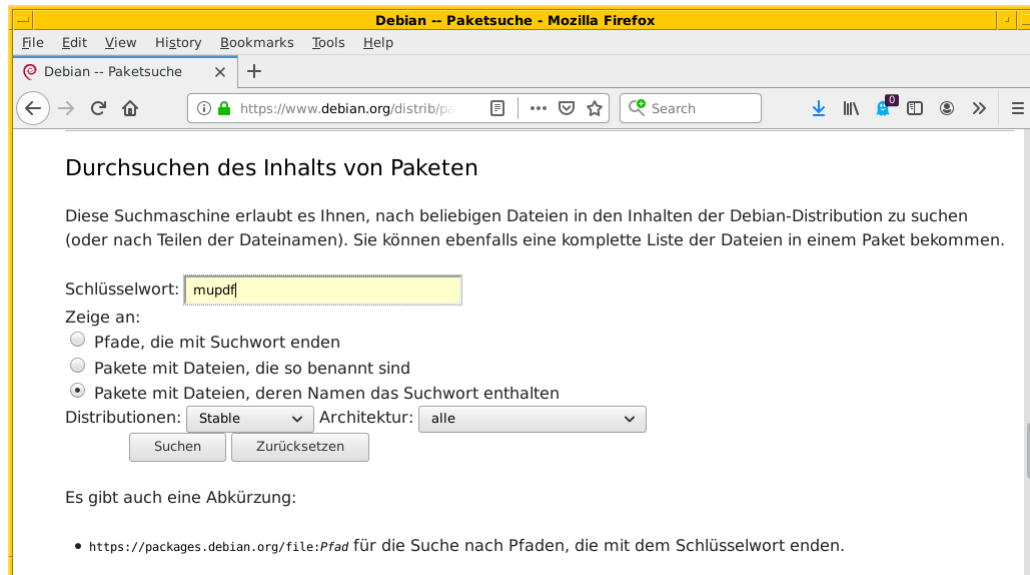 Debian -- Paketsuche - Mozilla Firefox
File Edit View History Bookmarks Tools Help
Debian -- Paketsuche
https://www.debian.org/distrib/pa
Search
0
Durchsuchen des Inhalts von Paketen
Diese Suchmaschine erlaubt es Ihnen, nach beliebigen Dateien in den Inhalten der Debian-Distribution zu suchen
(oder nach Teilen der Dateinamen). Sie können ebenfalls eine komplette Liste der Dateien in einem Paket bekommen.
Schlüsselwort: mupdf
Zeige an:
Pfade, die mit Suchwort enden
Pakete mit Dateien, die so benannt sind
Pakete mit Dateien, deren Namen das Suchwort enthalten
Distributionen: Stable Architektur: alle
Suchen Zurücksetzen
Es gibt auch eine Abkürzung:
• https://packages.debian.org/file:Pfad für die Suche nach Pfaden, die mit dem Schlüsselwort enden.